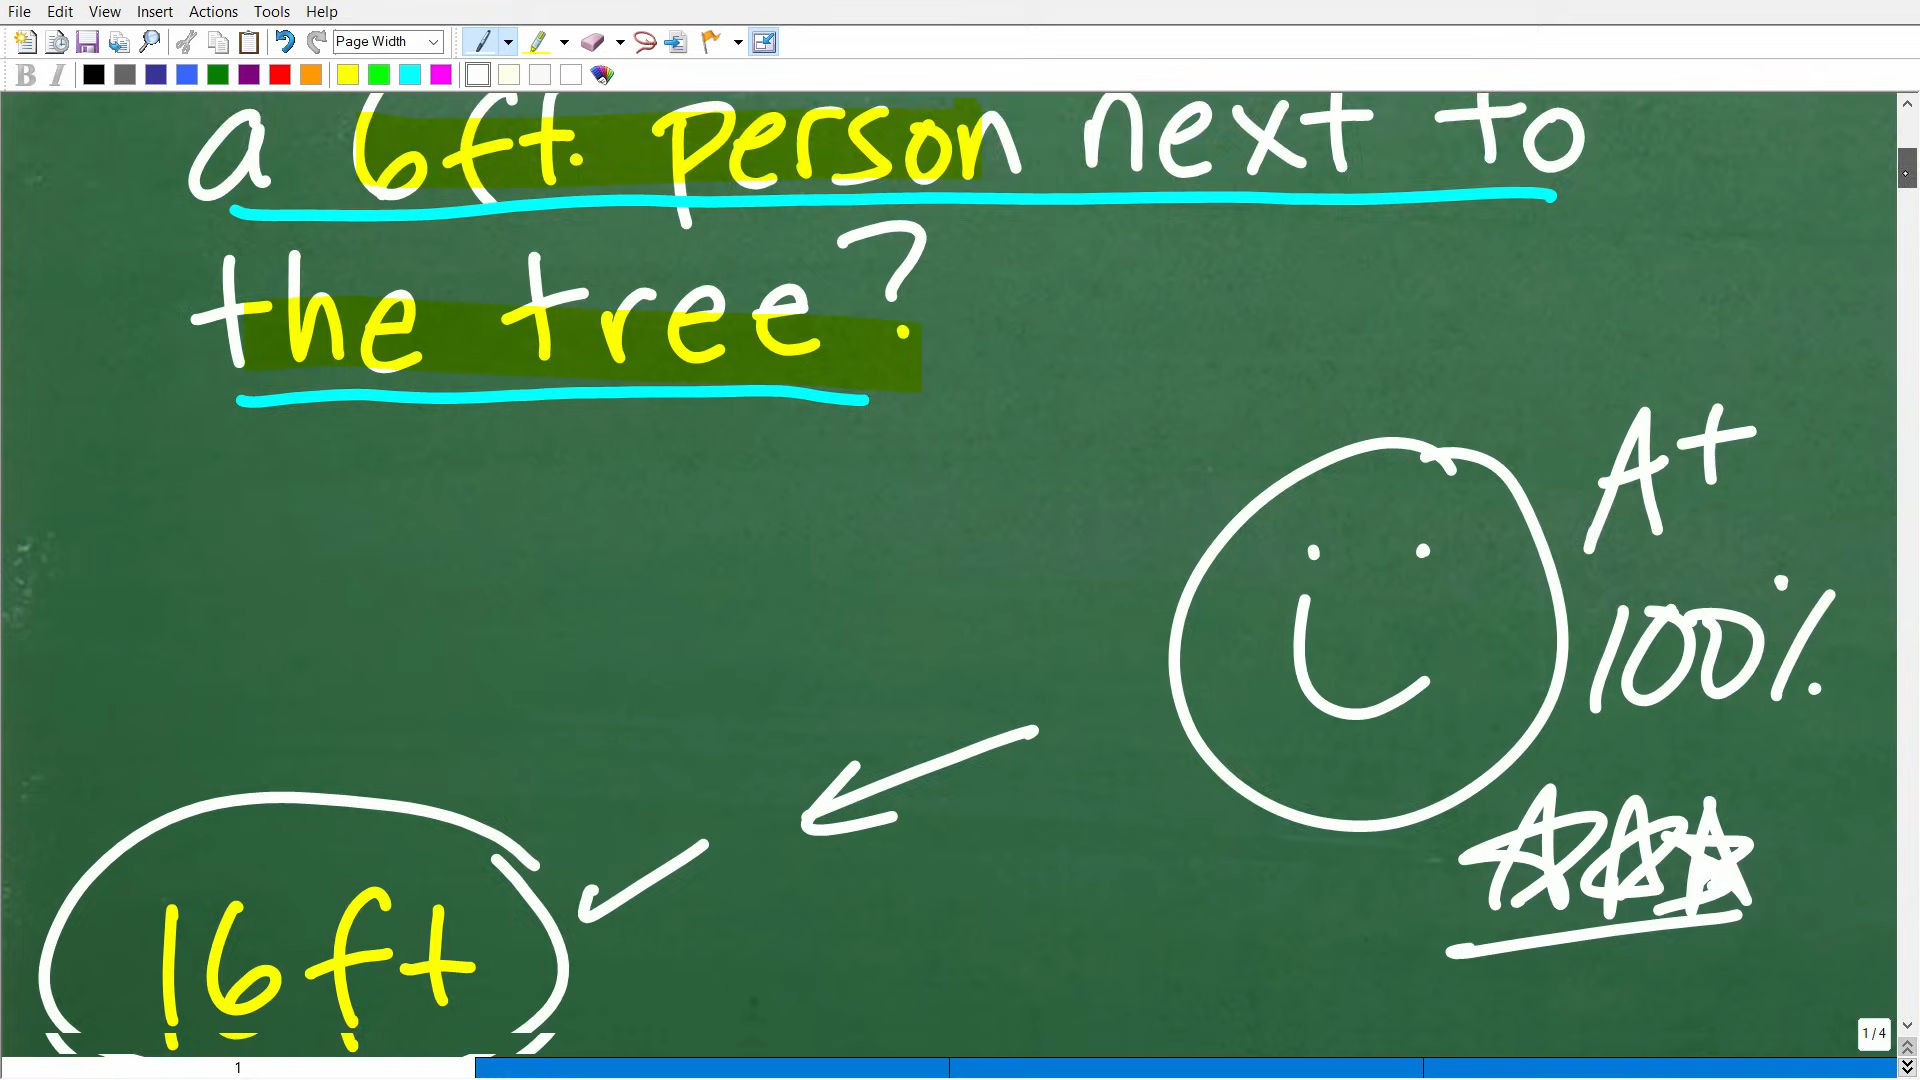 File Edit View Insert Actions Tools Help
Page Width
B I
a 6ft. person next to
the tree?
A+
100%
16ft
1/4
1